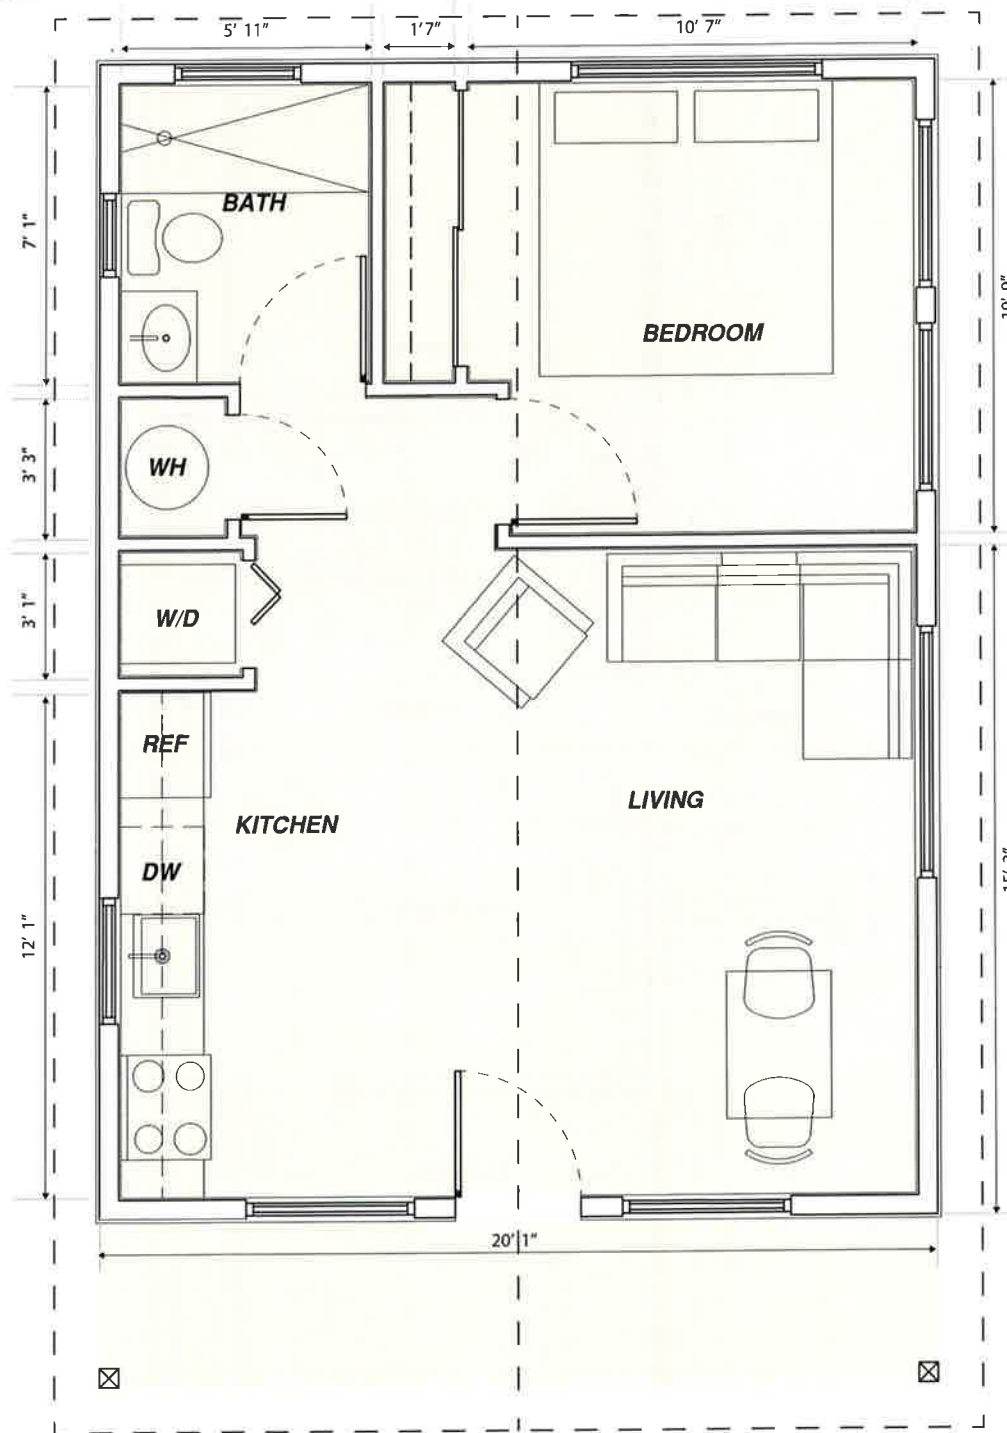 5' 11"
1'7"
10' 7"
BATH
7' 1"
BEDROOM
3' 3"
WH
3' 1"
W/D
REF
KITCHEN
LIVING
DW
12' 1"
20' 1"